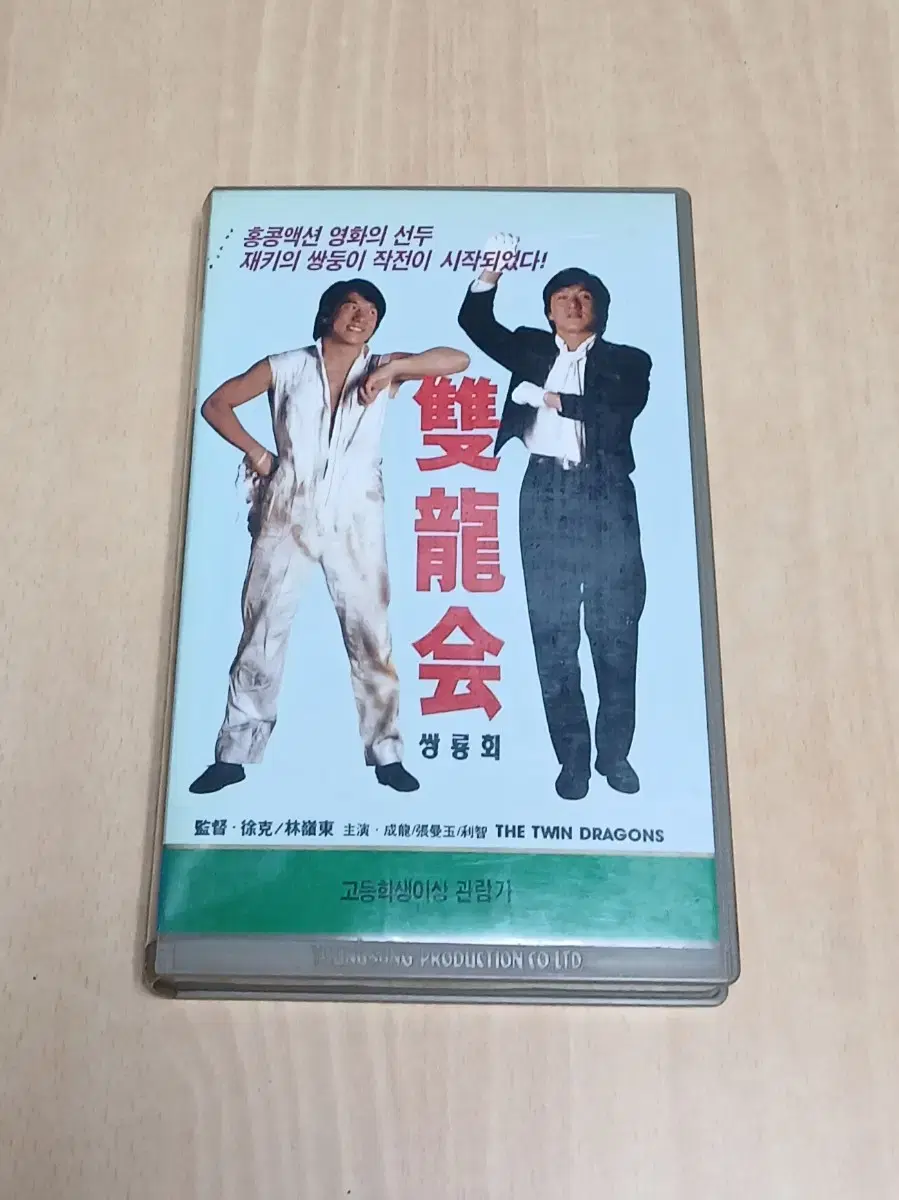 홍콩액션 영화의 선두
재키의 쌍둥이 작전이 시작되었다!
雙龍会
쌍룡회
監督·徐克/林嶺東 主演·成龍/張曼玉/利智 THE TWIN DRAGONS
고등학생이상 관람가
PRODUCTION CO LTD